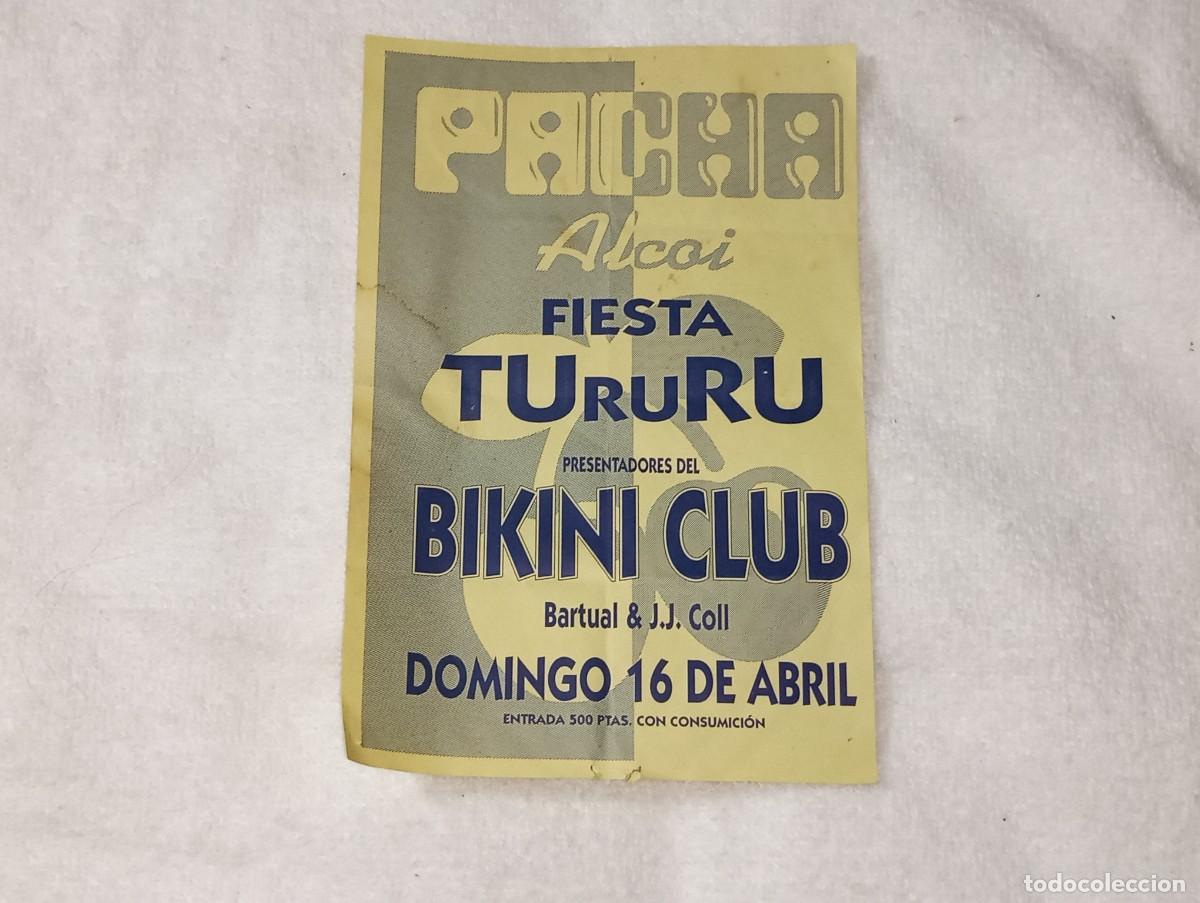 PACHA
Alcoi
FIESTA
TURURU
PRESENTADORES DEL
BIKINI CLUB
Bartual & J.J. Coll
DOMINGO 16 DE ABRIL
ENTRADA 500 PTAS. CON CONSUMICIÓN
todocoleccion